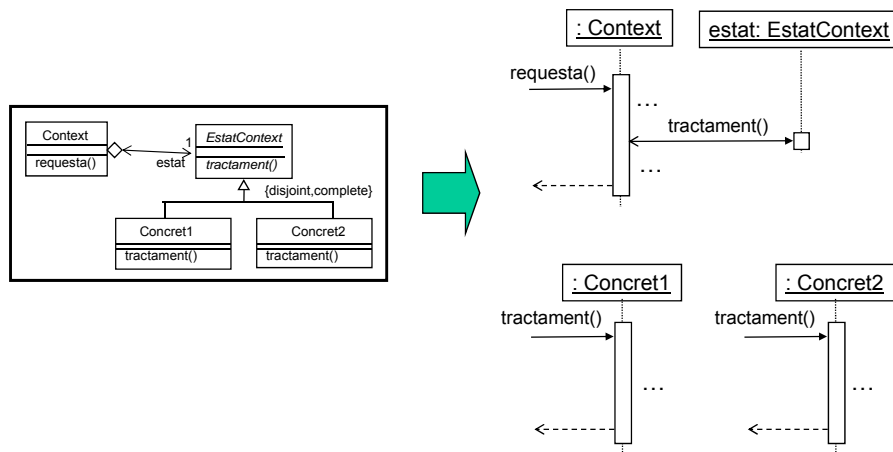 Context
requesta()
1
estat
EstatContext
tractament()
{disjoint,complete}
Concret1
tractament()
Concret2
tractament()
: Context
estat: EstatContext
requesta()
...
tractament()
...
: Concret1
tractament()
...
: Concret2
tractament()
...